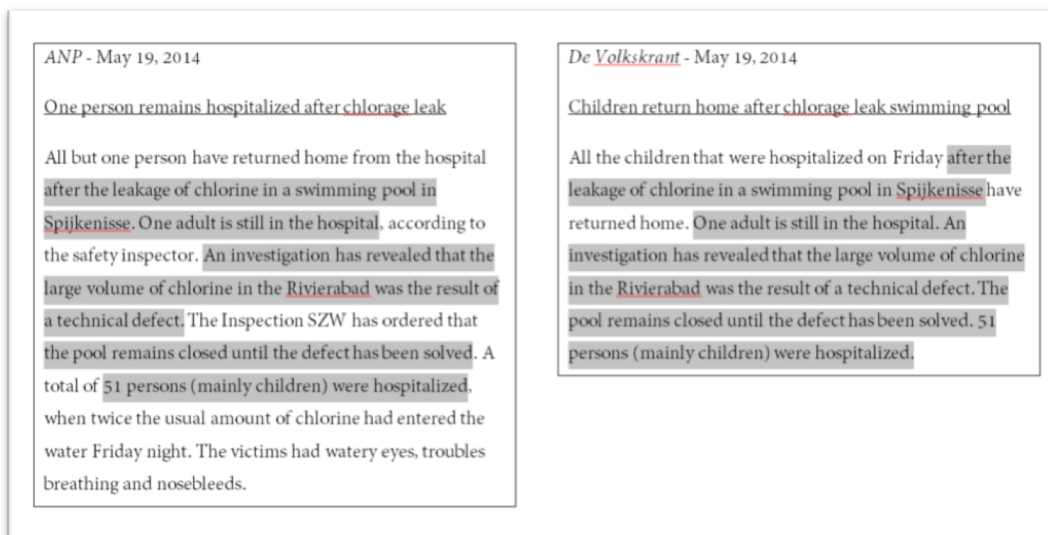 ANP - May 19, 2014
One person remains hospitalized after chlorage leak
All but one person have returned home from the hospital
after the leakage of chlorine in a swimming pool in
Spijkenisse. One adult is still in the hospital, according to
the safety inspector. An investigation has revealed that the
large volume of chlorine in the Rivierabad was the result of
a technical defect. The Inspection SZW has ordered that
the pool remains closed until the defect has been solved. A
total of 51 persons (mainly children) were hospitalized,
when twice the usual amount of chlorine had entered the
water Friday night. The victims had watery eyes, troubles
breathing and nosebleeds.
De Volkskrant - May 19, 2014
Children return home after chlorage leak swimming pool
All the children that were hospitalized on Friday after the
leakage of chlorine in a swimming pool in Spijkenisse have
returned home. One adult is still in the hospital. An
investigation has revealed that the large volume of chlorine
in the Rivierabad was the result of a technical defect. The
pool remains closed until the defect has been solved. 51
persons (mainly children) were hospitalized.